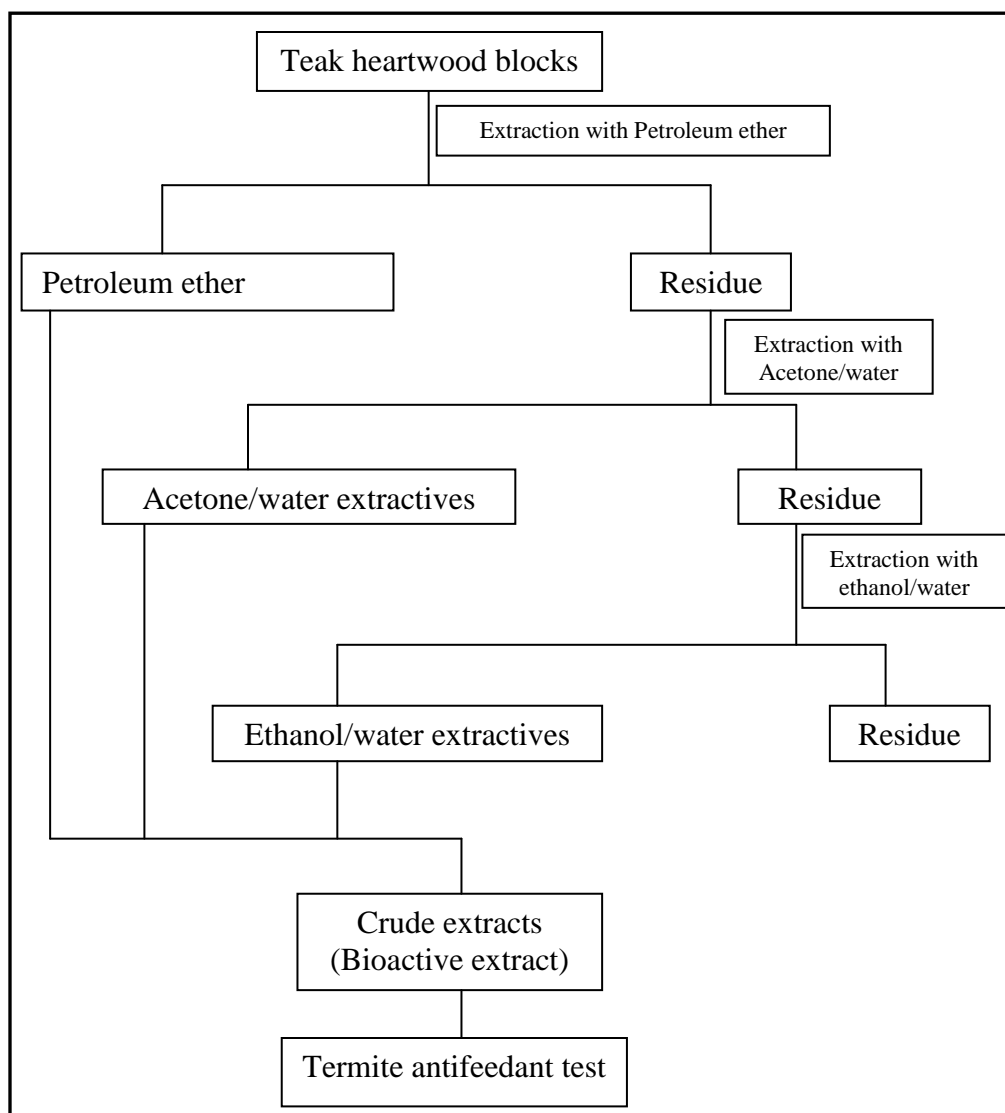 Teak heartwood blocks
Extraction with Petroleum ether
Petroleum ether
Residue
Extraction with
Acetone/water
Acetone/water extractives
Residue
Extraction with
ethanol/water
Ethanol/water extractives
Residue
Crude extracts
(Bioactive extract)
Termite antifeedant test